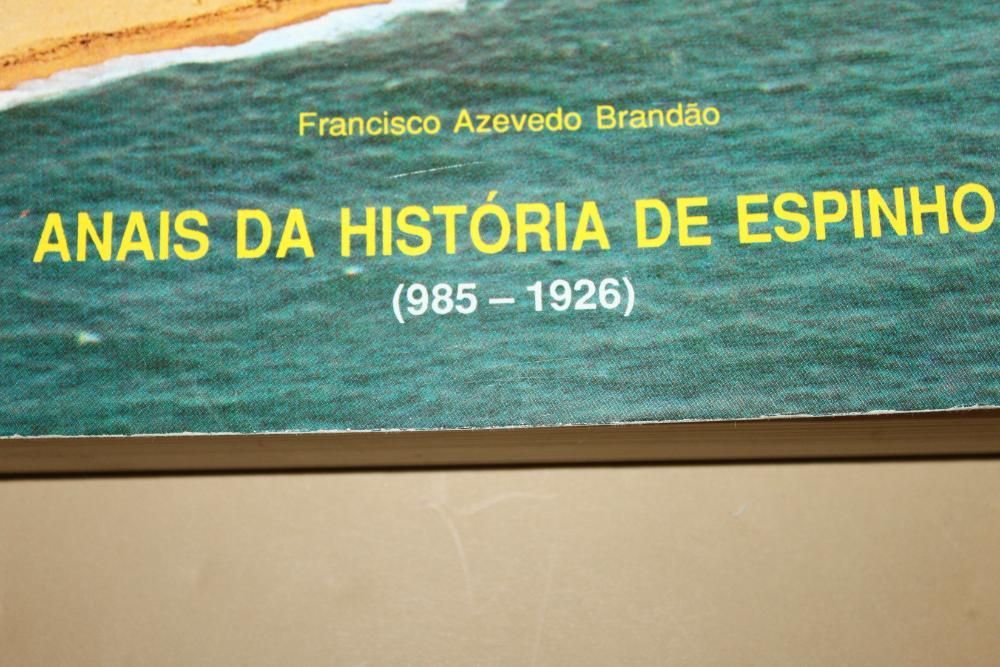 Francisco Azevedo Brandão
ANAIS DA HISTÓRIA DE ESPINHO
(985 – 1926)